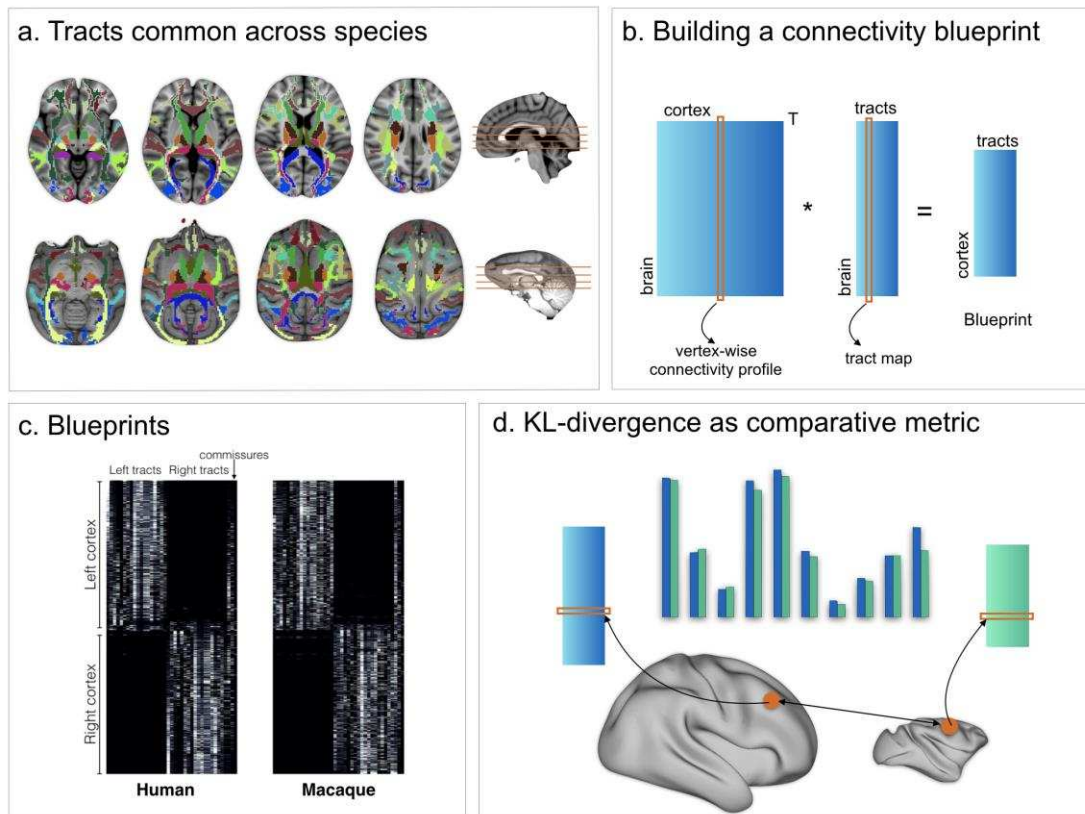 a. Tracts common across species
b. Building a connectivity blueprint
cortex
T
tracts
tracts
brain
*
brain
=
cortex
Blueprint
vertex-wise
connectivity profile
tract map
c. Blueprints
commissures
Left tracts Right tracts
Left cortex
Right cortex
Human
Macaque
d. KL-divergence as comparative metric